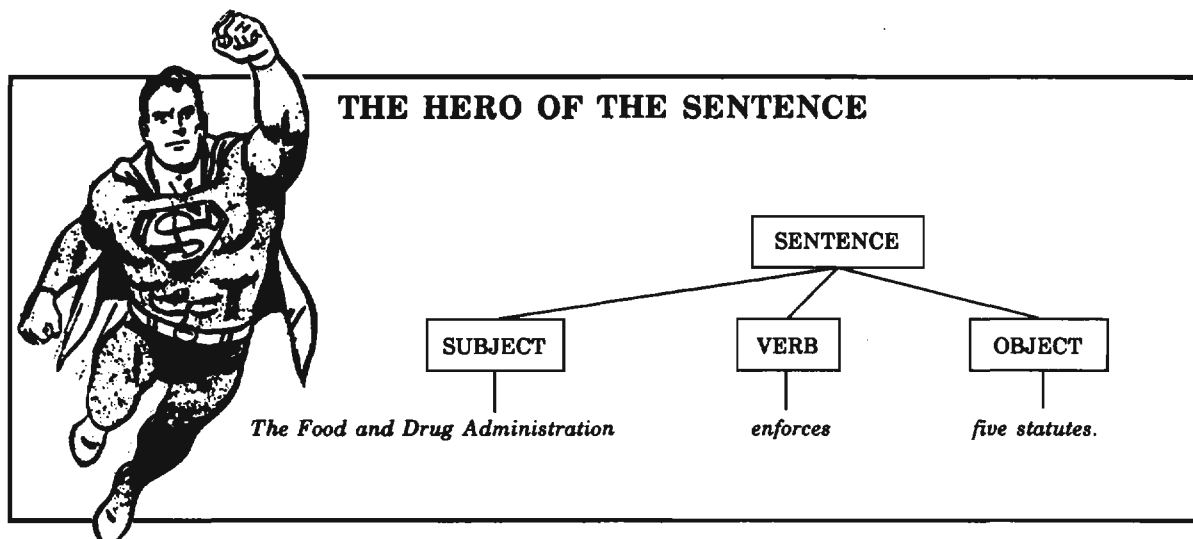 THE HERO OF THE SENTENCE
SENTENCE
SUBJECT VERB OBJECT
The Food and Drug Administration enforces five statutes.